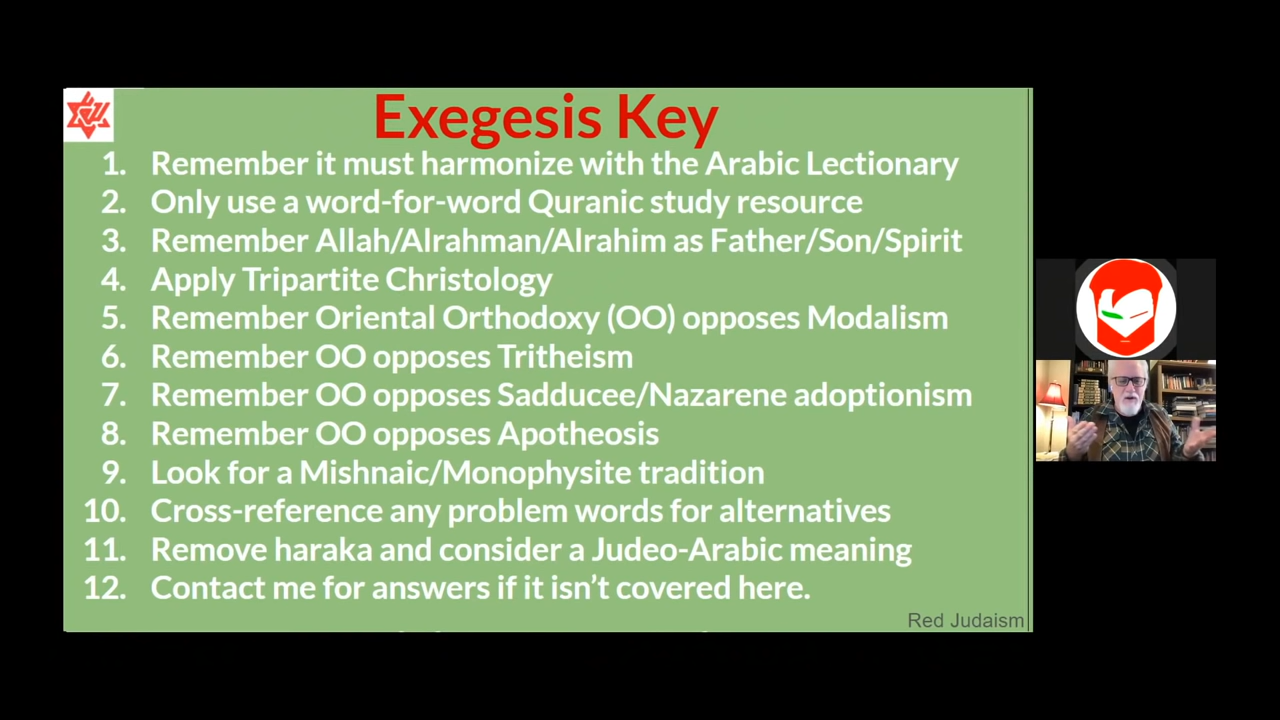 Exegesis Key
1. Remember it must harmonize with the Arabic Lectionary
2. Only use a word-for-word Quranic study resource
3. Remember Allah/Alrahman/Alrahim as Father/Son/Spirit
4. Apply Tripartite Christology
5. Remember Oriental Orthodoxy (OO) opposes Modalism
6. Remember OO opposes Tritheism
7. Remember OO opposes Sadducee/Nazarene adoptionism
8. Remember OO opposes Apotheosis
9. Look for a Mishnaic/Monophysite tradition
10. Cross-reference any problem words for alternatives
11. Remove haraka and consider a Judeo-Arabic meaning
12. Contact me for answers if it isn’t covered here.
Red Judaism